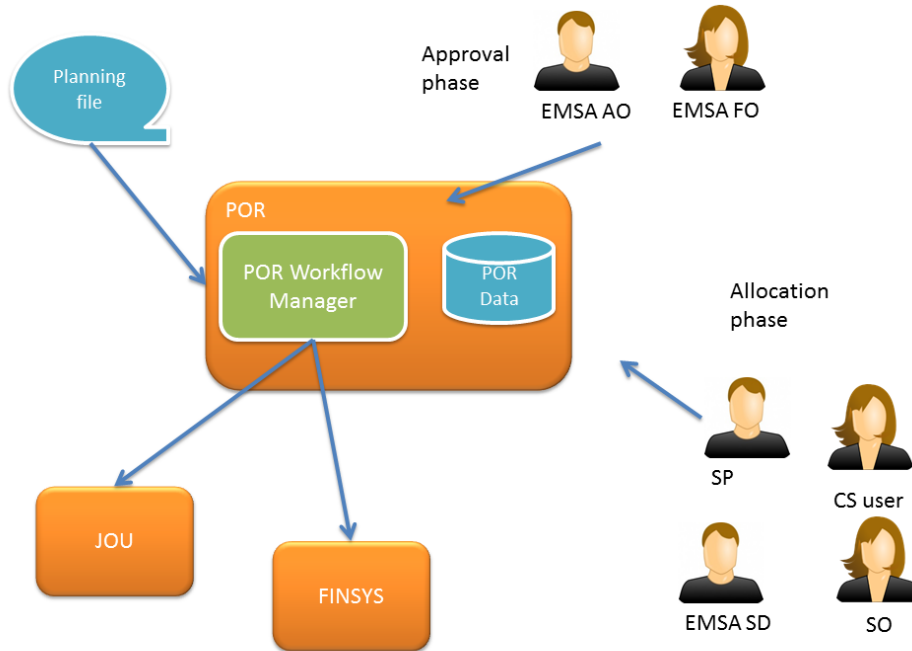 Planning
file
Approval
phase
EMSA AO
EMSA FO
POR
POR Workflow
Manager
POR
Data
Allocation
phase
SP
CS user
JOU
FINSYS
EMSA SD
SO